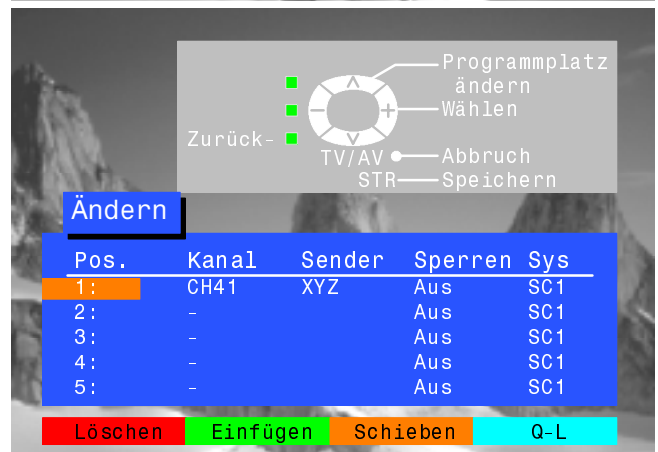 Programmplatz
ändern
Wählen
Zurück-
TV/AV Abbruch
STR Speichern
Ändern
Pos. Kanal Sender Sperren Sys
1: CH41 XYZ Aus SC1
2: - Aus SC1
3: - Aus SC1
4: - Aus SC1
5: - Aus SC1
Löschen Einfügen Schieben Q-L